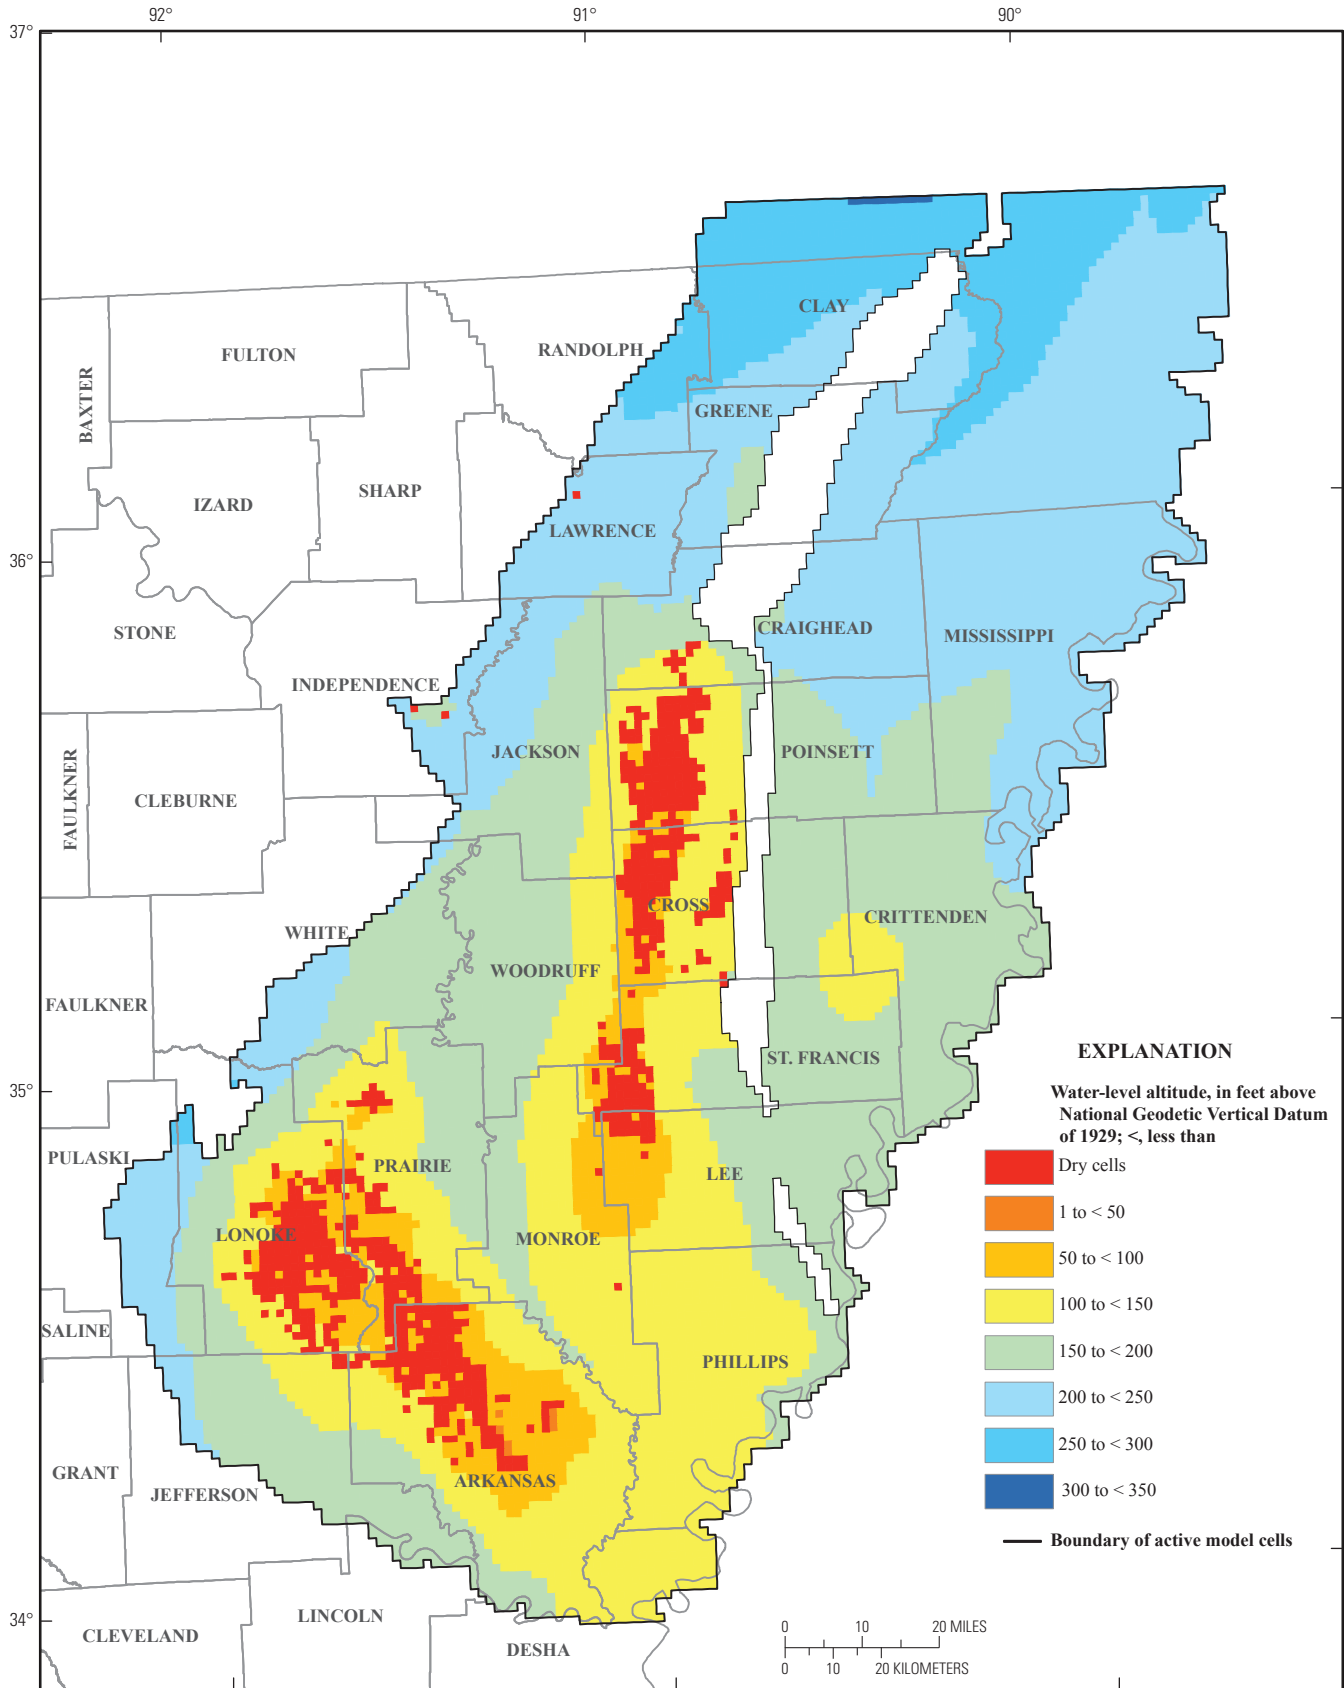 92°
91°
90°
37°
CLAY
FULTON
RANDOLPH
BAXTER
GREENE
SHARP
IZARD
LAWRENCE
36°
STONE
CRAIGHEAD
MISSISSIPPI
INDEPENDENCE
JACKSON
POINSETT
FAULKNER
CLEBURNE
CROSS
CRITTENDEN
WHITE
WOODRUFF
FAULKNER
ST. FRANCIS
35°
PULASKI
PRAIRIE
LEE
LONOKE
MONROE
SALINE
PHILLIPS
GRANT
ARKANSAS
JEFFERSON
34°
LINCOLN
CLEVELAND
DESHA
EXPLANATION
Water-level altitude, in feet above
National Geodetic Vertical Datum
of 1929; <, less than
Dry cells
1 to < 50
50 to < 100
100 to < 150
150 to < 200
200 to < 250
250 to < 300
300 to < 350
Boundary of active model cells
0 10 20 MILES
0 10 20 KILOMETERS